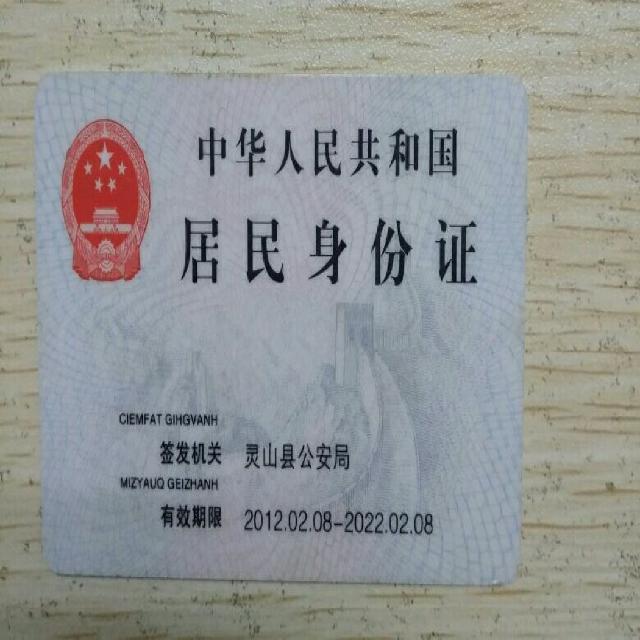 中华人民共和国
居民身份证
CIEMFAT GIHGVANH
签发机关 灵山县公安局
MIZYAUQ GEIZHANH
有效期限 2012.02.08-2022.02.08